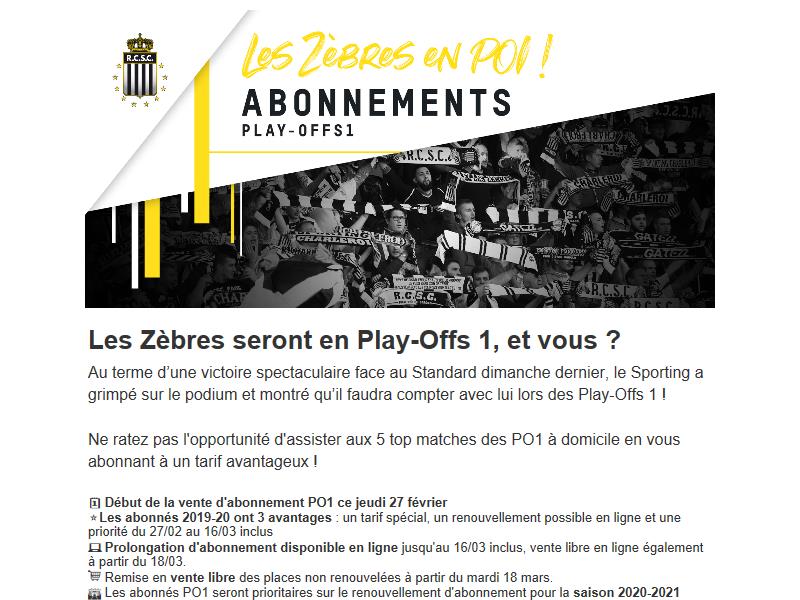 R.C.S.C.
Les Zèbres en PO1 !
ABONNEMENTS
PLAY-OFFS1
R.C.S.C.
CHARLEROI
CHARLEROI
GATE 21
GATE 21
R.C.S.C.
R.C.S.C.
Les Zèbres seront en Play-Offs 1, et vous ?
Au terme d’une victoire spectaculaire face au Standard dimanche dernier, le Sporting a
grimpé sur le podium et montré qu’il faudra compter avec lui lors des Play-Offs 1 !
Ne ratez pas l'opportunité d'assister aux 5 top matches des PO1 à domicile en vous
abonnant à un tarif avantageux !
Début de la vente d'abonnement PO1 ce jeudi 27 février
Les abonnés 2019-20 ont 3 avantages : un tarif spécial, un renouvellement possible en ligne et une
priorité du 27/02 au 16/03 inclus
Prolongation d'abonnement disponible en ligne jusqu'au 16/03 inclus, vente libre en ligne également
à partir du 18/03.
Remise en vente libre des places non renouvelées à partir du mardi 18 mars.
Les abonnés PO1 seront prioritaires sur le renouvellement d'abonnement pour la saison 2020-2021